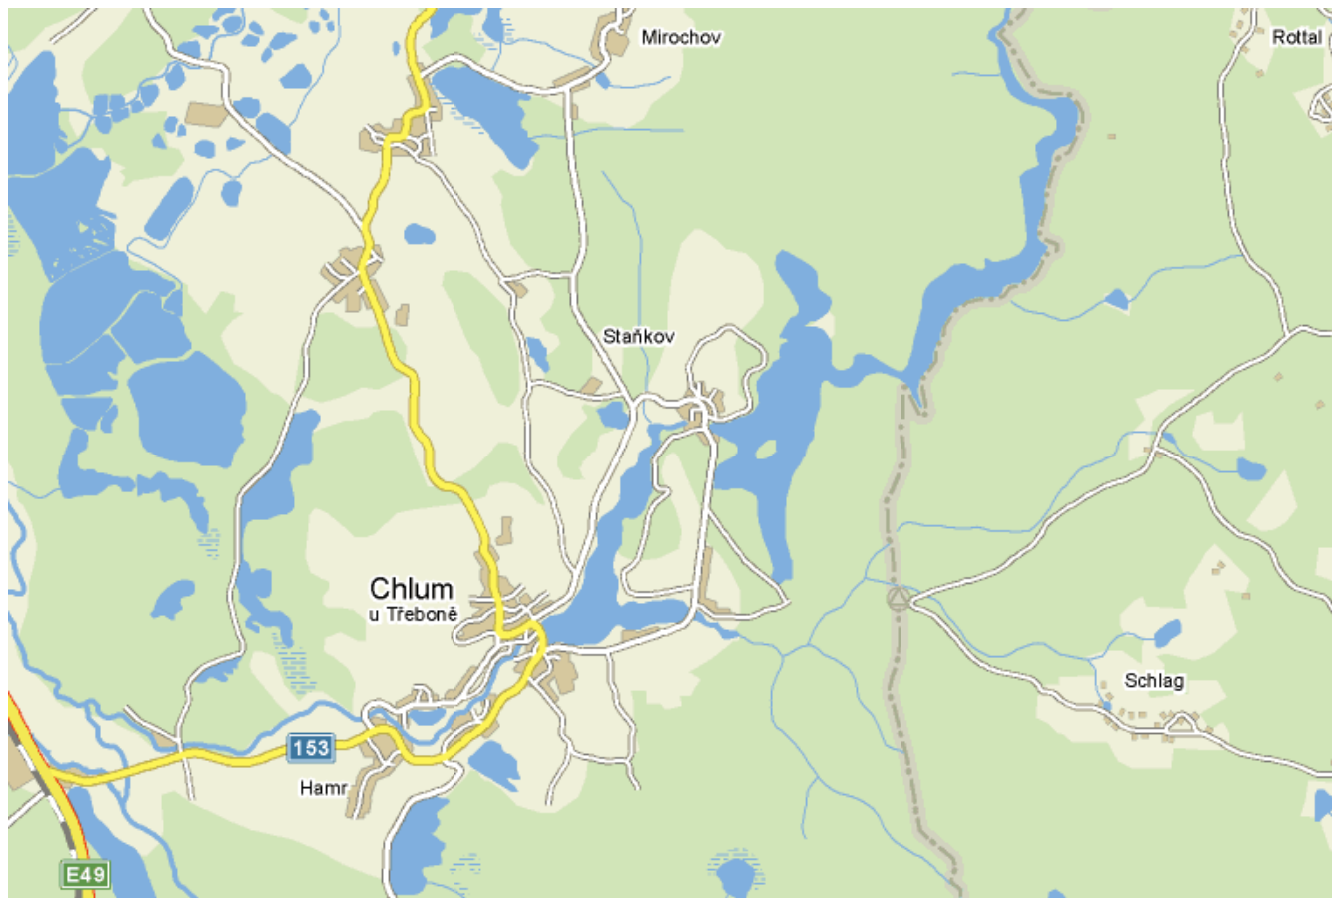 Mirochov
Rottal
Staňkov
Chlum
u Třeboně
Schlag
153
Hamr
E49